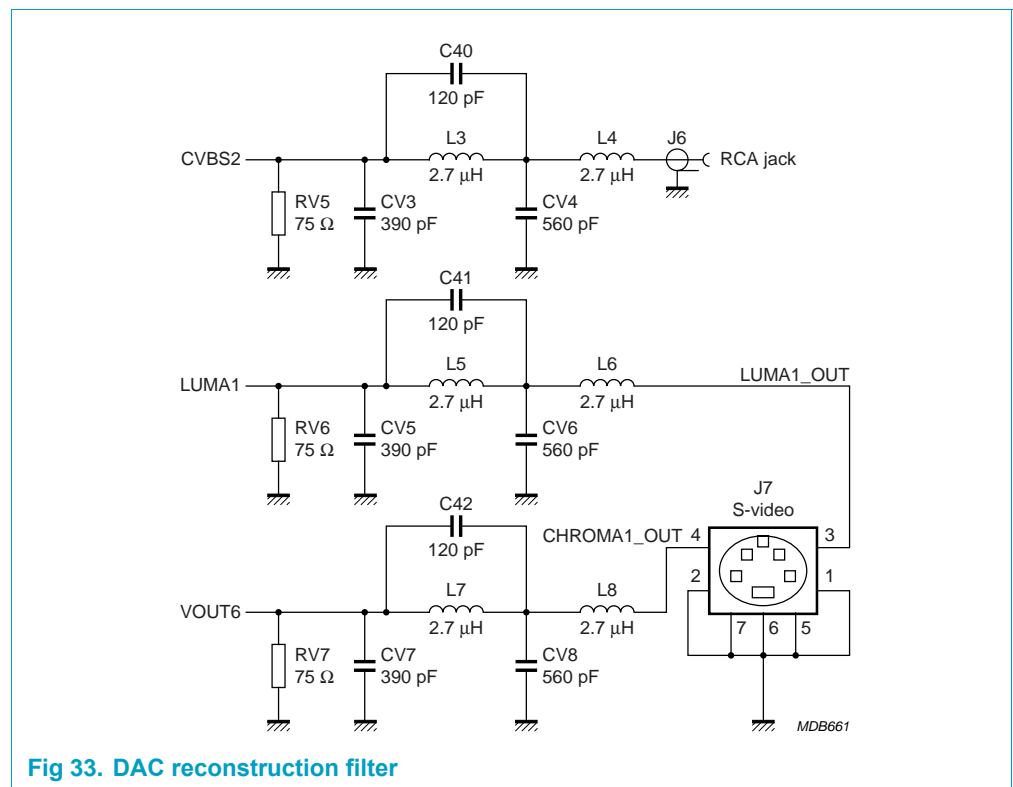 C40
120 pF
L3
L4
J6
CVBS2
RCA jack
2.7 μH
2.7 μH
RV5
75 Ω
CV3
390 pF
CV4
560 pF
C41
120 pF
L5
L6
LUMA1_OUT
LUMA1
2.7 μH
2.7 μH
RV6
75 Ω
CV5
390 pF
CV6
560 pF
J7
S-video
C42
120 pF
CHROMA1_OUT
4
3
2
1
L7
L8
VOUT6
2.7 μH
2.7 μH
7
6
5
RV7
75 Ω
CV7
390 pF
CV8
560 pF
MDB661
Fig 33. DAC reconstruction filter